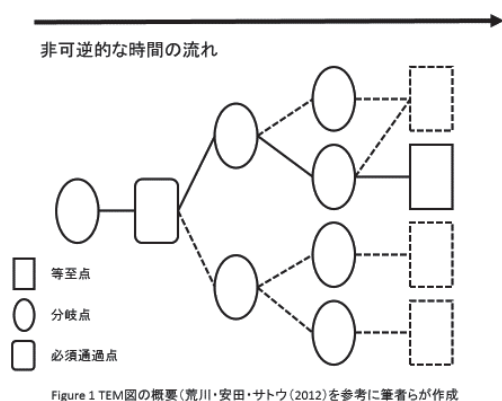 非可逆的な時間の流れ
等至点
分岐点
必須通過点
Figure 1 TEM図の概要(荒川・安田・サトウ(2012)を参考に筆者らが作成